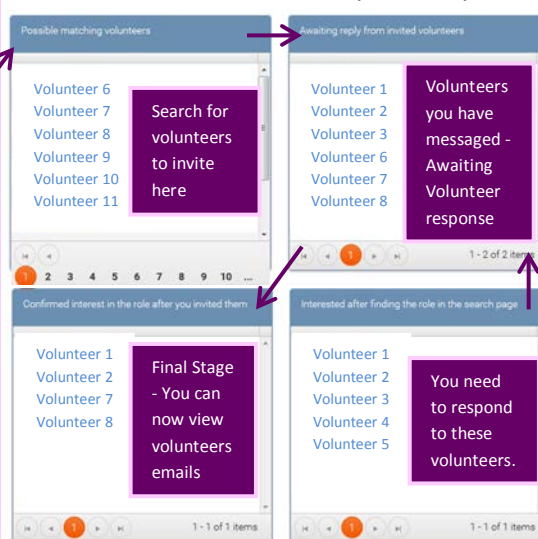 Possible matching volunteers
Volunteer 6
Volunteer 7
Volunteer 8
Volunteer 9
Volunteer 10
Volunteer 11
Search for
volunteers
to invite
here
1 2 3 4 5 6 7 8 9 10 ...
Awaiting reply from invited volunteers
Volunteer 1
Volunteer 2
Volunteer 3
Volunteer 6
Volunteer 7
Volunteer 8
Volunteers
you have
messaged -
Awaiting
Volunteer
response
1
1 - 2 of 2 items
Confirmed interest in the role after you invited them
Volunteer 1
Volunteer 2
Volunteer 7
Volunteer 8
Final Stage
- You can
now view
volunteers
emails
1
1 - 1 of 1 items
Interested after finding the role in the search page
Volunteer 1
Volunteer 2
Volunteer 3
Volunteer 4
Volunteer 5
You need
to respond
to these
volunteers.
1
1 - 1 of 1 items